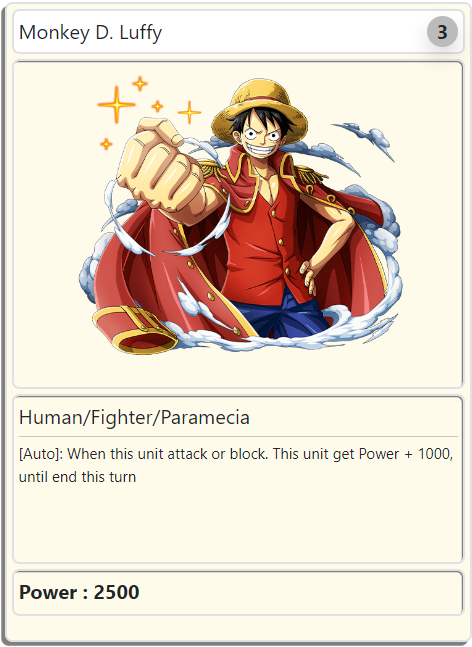 Monkey D. Luffy
3
Human/Fighter/Paramecia
[Auto]: When this unit attack or block. This unit get Power + 1000,
until end this turn
Power : 2500